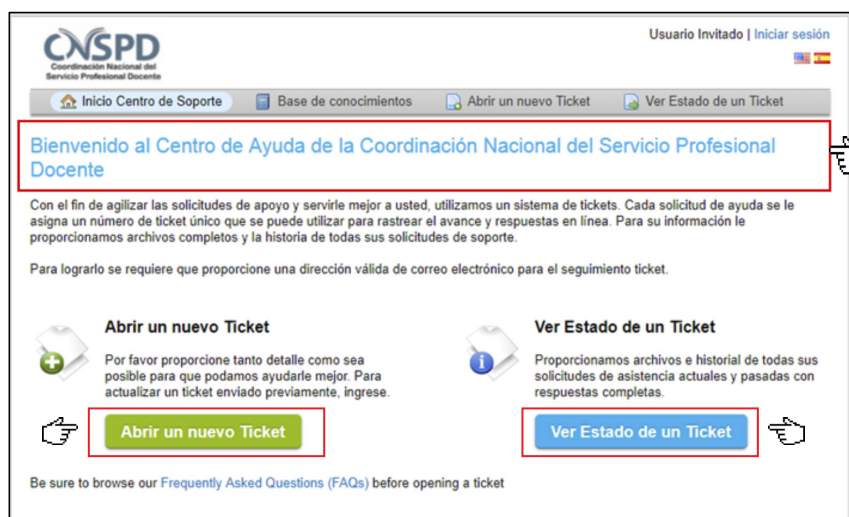 Usuario Invitado | Iniciar sesión
CNSPD
Coordinación Nacional del
Servicio Profesional Docente
Inicio Centro de Soporte Base de conocimientos Abrir un nuevo Ticket Ver Estado de un Ticket
Bienvenido al Centro de Ayuda de la Coordinación Nacional del Servicio Profesional
Docente
Con el fin de agilizar las solicitudes de apoyo y servirle mejor a usted, utilizamos un sistema de tickets. Cada solicitud de ayuda se le
asigna un número de ticket único que se puede utilizar para rastrear el avance y respuestas en línea. Para su información le
proporcionamos archivos completos y la historia de todas sus solicitudes de soporte.
Para lograrlo se requiere que proporcione una dirección válida de correo electrónico para el seguimiento ticket.
Abrir un nuevo Ticket
Por favor proporcione tanto detalle como sea
posible para que podamos ayudarle mejor. Para
actualizar un ticket enviado previamente, ingrese.
Abrir un nuevo Ticket
Ver Estado de un Ticket
Proporcionamos archivos e historial de todas sus
solicitudes de asistencia actuales y pasadas con
respuestas completas.
Ver Estado de un Ticket
Be sure to browse our Frequently Asked Questions (FAQs) before opening a ticket